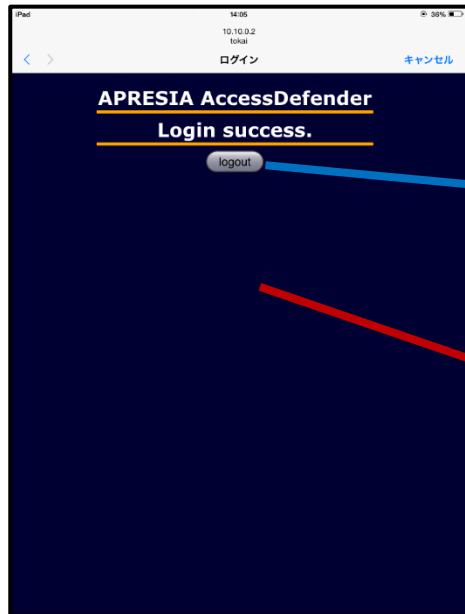 iPad 14:05 36%
10.10.0.2
tokai
ログイン キャンセル
APRESIA AccessDefender
Login success.
logout